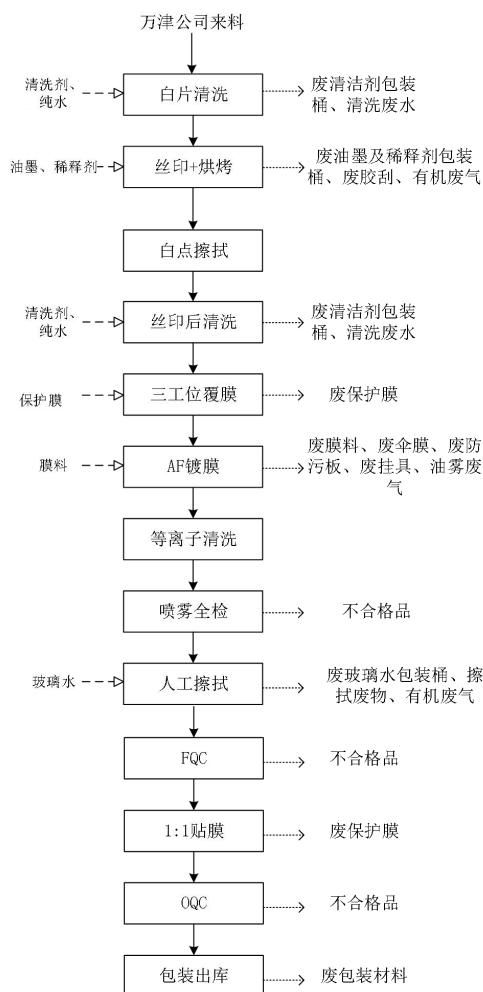 万津公司来料
清洗剂、
纯水
白片清洗
废清洁剂包装
桶、清洗废水
油墨、稀释剂
丝印+烘烤
废油墨及稀释剂包装
桶、废胶刮、有机废气
白点擦拭
清洗剂、
纯水
丝印后清洗
废清洁剂包装
桶、清洗废水
保护膜
三工位覆膜
废保护膜
膜料
AF镀膜
废膜料、废伞膜、废防
污板、废挂具、油雾废
气
等离子清洗
喷雾全检
不合格品
玻璃水
人工擦拭
废玻璃水包装桶、擦
拭废物、有机废气
FQC
不合格品
1:1贴膜
废保护膜
OQC
不合格品
包装出库
废包装材料